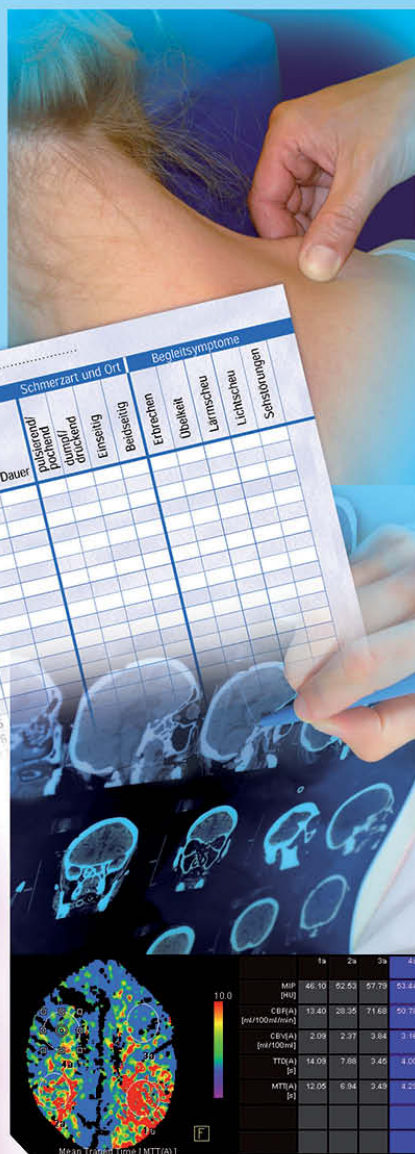 Schmerzart und Ort
Begleitsymptome
Dauer
pulsierend/
pochend
dumpf/
drückend
Einseitig
Beidseitig
Erbrechen
Übelkeit
Lärmscheu
Lichtscheu
Sehstörungen
1a 2a 3a
MIP 46.10 52.53 57.79 53.44
[HU]
CBF(A) 13.40 28.35 71.68
[ml/100ml/min]
CBV(A) 2.09 2.37 3.84
[ml/100ml]
TTD(A) 14.09 7.88 3.45
[s]
MTT(A) 12.05 6.94 3.49
[s]
10.0
F
Mean Transit Time [ MTT(A) ]